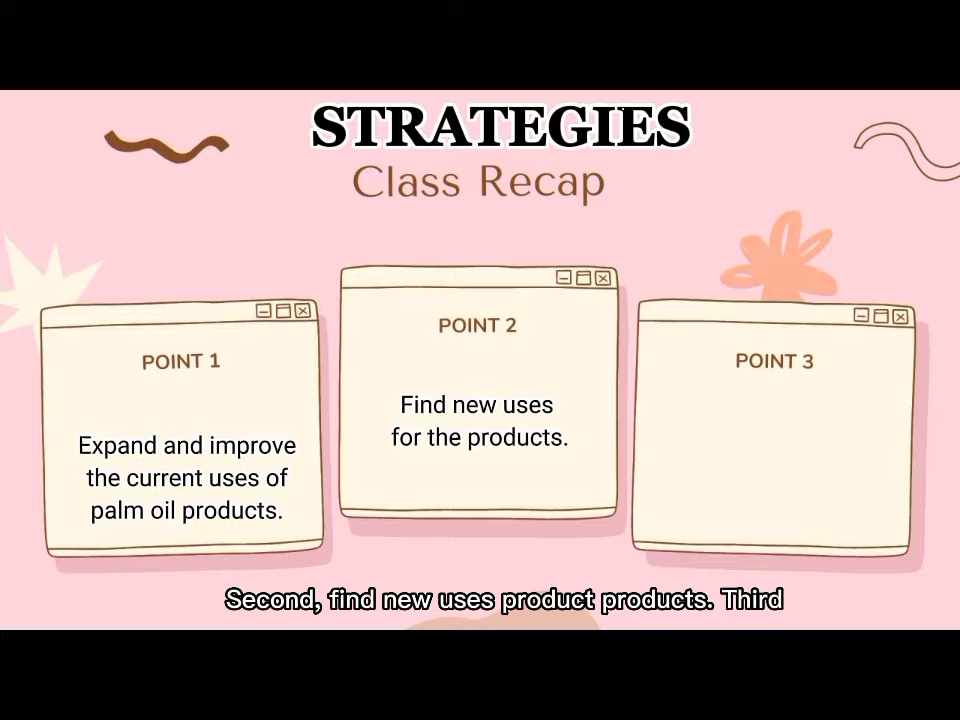 STRATEGIES
Class Recap
POINT 1
Expand and improve
the current uses of
palm oil products.
POINT 2
Find new uses
for the products.
POINT 3
Second, find new uses product products. Third